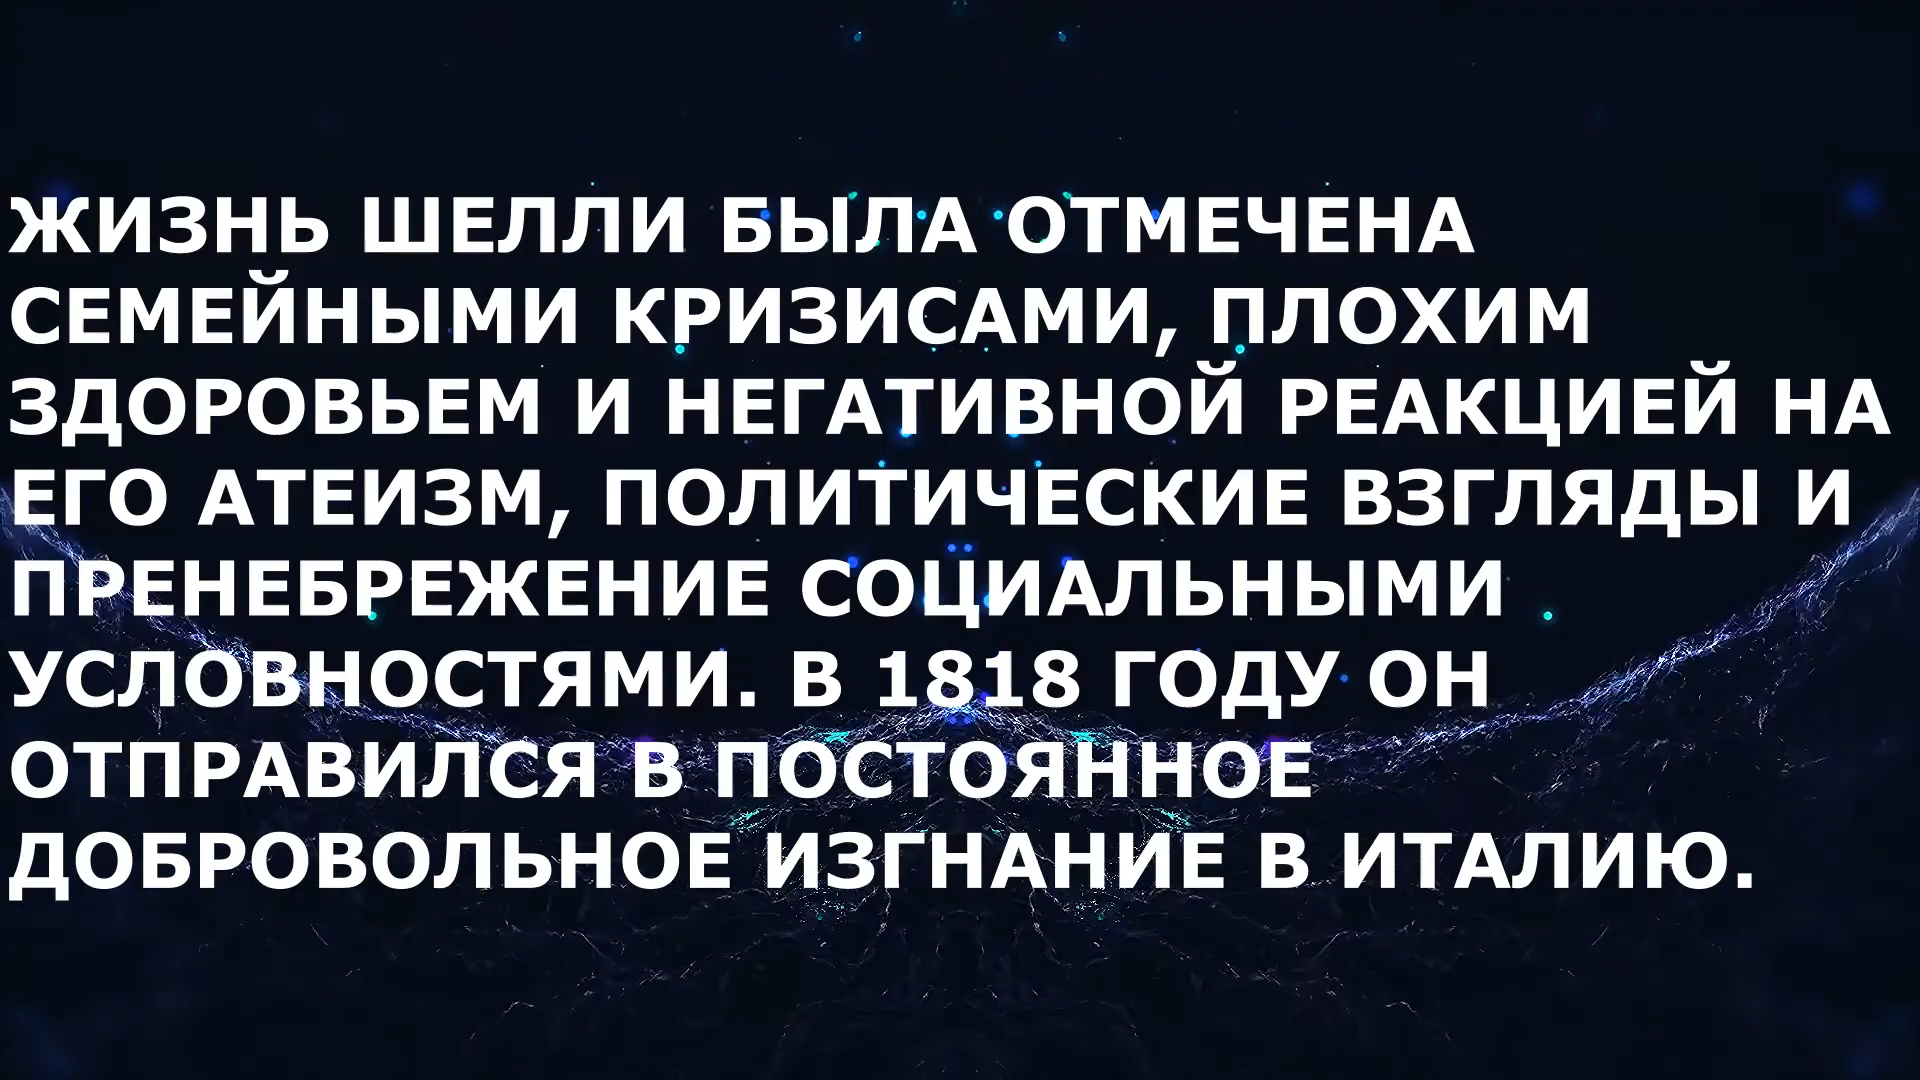 ЖИЗНЬ ШЕЛЛИ БЫЛА ОТМЕЧЕНА
СЕМЕЙНЫМИ КРИЗИСАМИ, ПЛОХИМ
ЗДОРОВЬЕМ И НЕГАТИВНОЙ РЕАКЦИЕЙ НА
ЕГО АТЕИЗМ, ПОЛИТИЧЕСКИЕ ВЗГЛЯДЫ И
ПРЕНЕБРЕЖЕНИЕ СОЦИАЛЬНЫМИ
УСЛОВНОСТЯМИ. В 1818 ГОДУ ОН
ОТПРАВИЛСЯ В ПОСТОЯННОЕ
ДОБРОВОЛЬНОЕ ИЗГНАНИЕ В ИТАЛИЮ.